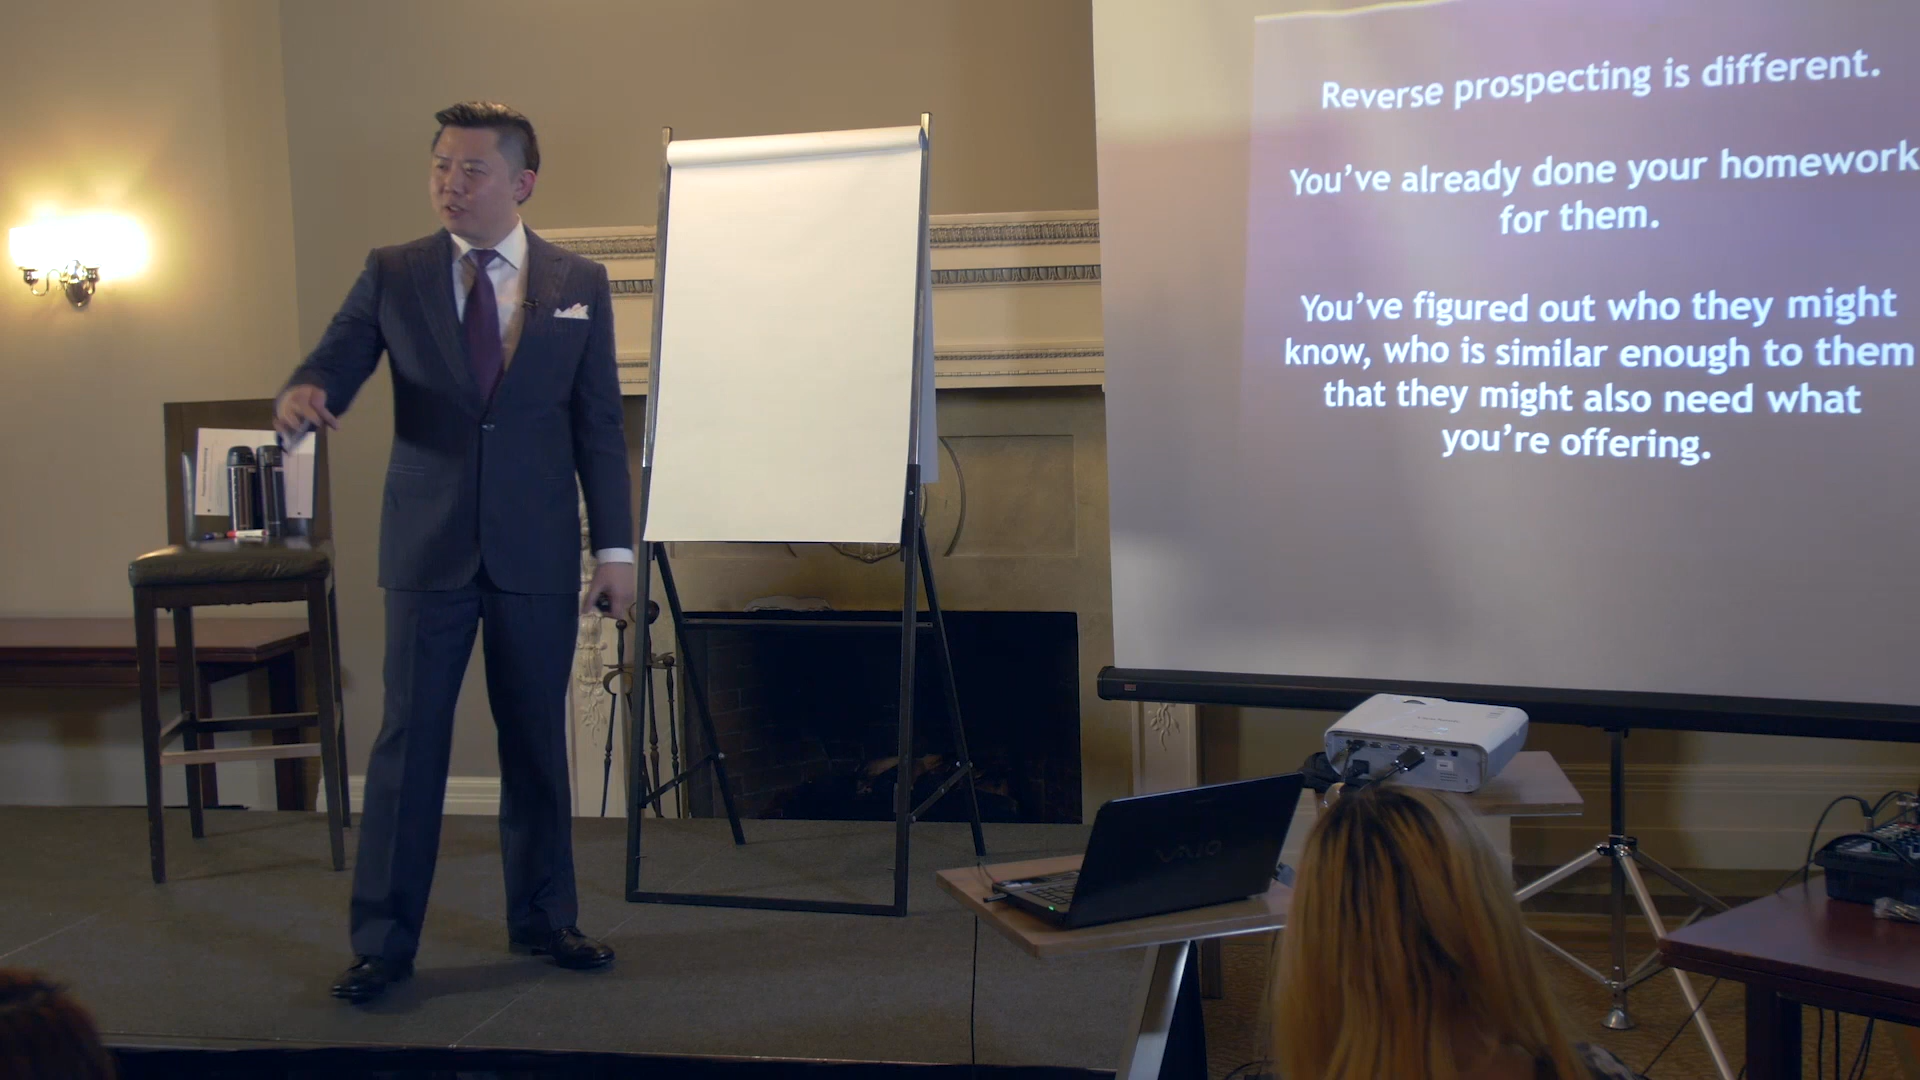 Reverse prospecting is different.
You’ve already done your homework
for them.
You’ve figured out who they might
know, who is similar enough to them
that they might also need what
you’re offering.
VAIO